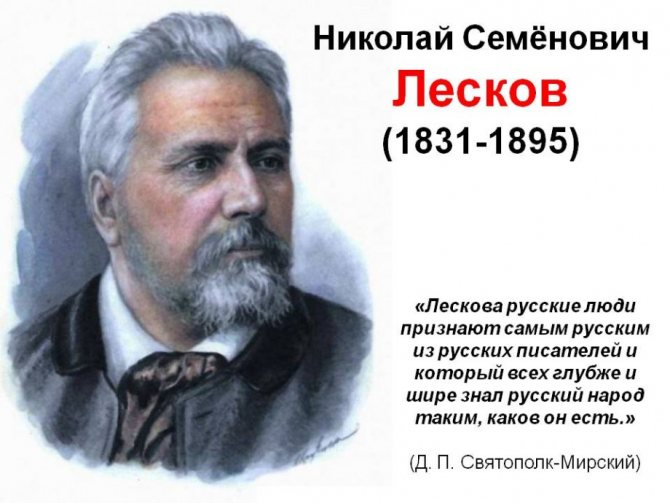 Николай Семёнович
Лесков
(1831-1895)
«Лескова русские люди
признают самым русским
из русских писателей и
который всех глубже и
шире знал русский народ
таким, каков он есть.»
(Д. П. Святополк-Мирский)